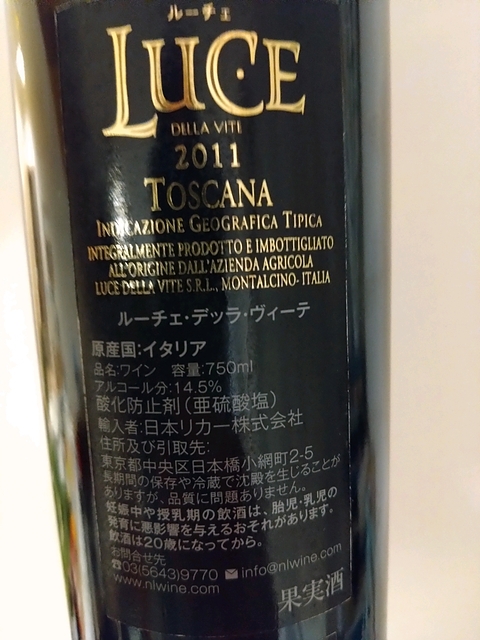 ルーチェ
LUCE
DELLA VITE
2011
TOSCANA
INDICAZIONE GEOGRAFICA TIPICA
INTEGRALMENTE PRODOTTO E IMBOTTIGLIATO
ALL'ORIGINE DALL'AZIENDA AGRICOLA
LUCE DELLA VITE S.R.L., MONTALCINO- ITALIA
ルーチェ・デッラ・ヴィーテ
原産国:イタリア
品名:ワイン 容量:750ml
アルコール分:14.5%
酸化防止剤(亜硫酸塩)
輸入者:日本リカー株式会社
住所及び引取先:
東京都中央区日本橋小網町2-5
長期間の保存や冷蔵で沈殿を生じることが
ありますが、品質に問題ありません。
妊娠中や授乳期の飲酒は、胎児・乳児の
発育に悪影響を与えるおそれがあります。
飲酒は20歳になってから。
お問合せ先
☎03(5643)9770 ✉info@nlwine.com
www.nlwine.com
果実酒